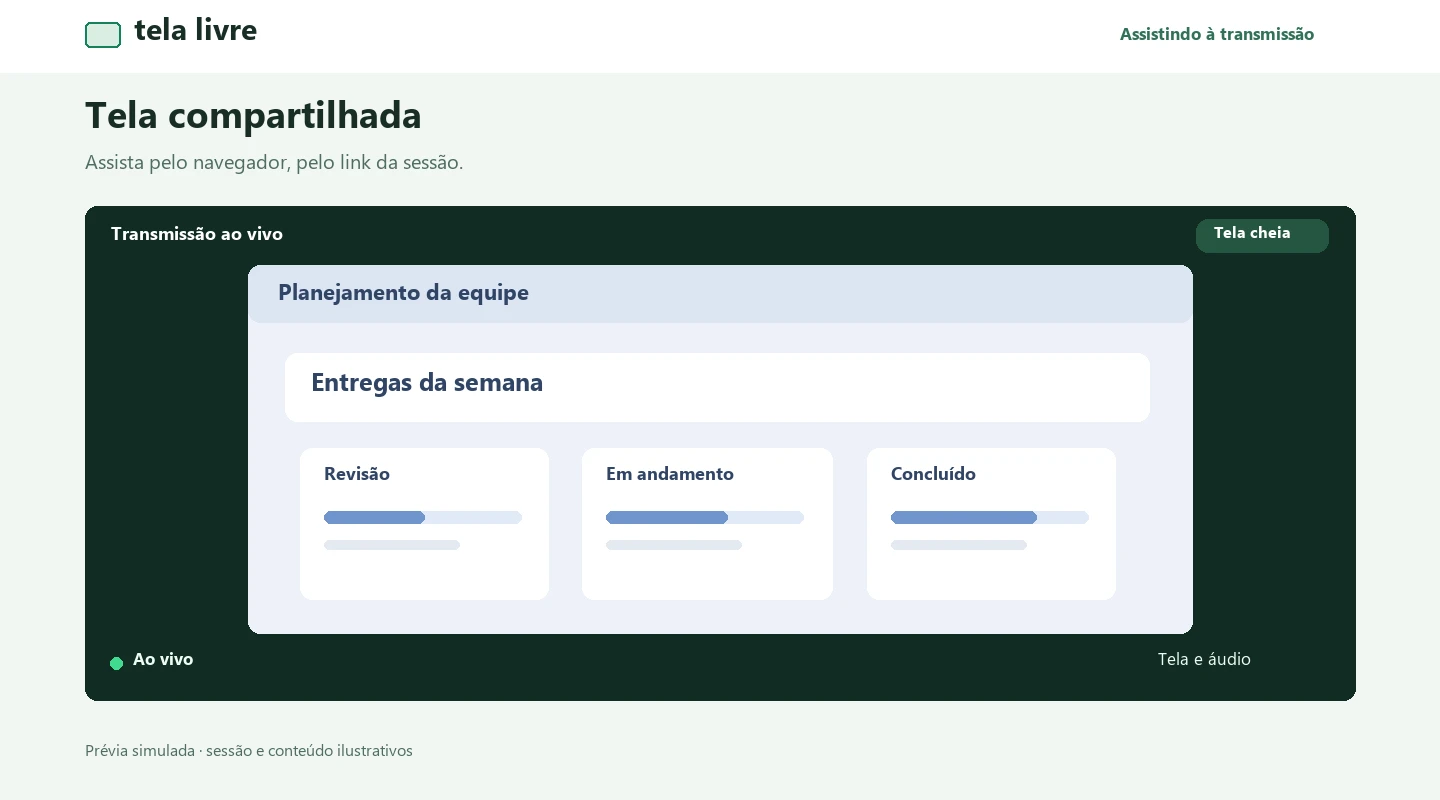 tela livre
Assistindo à transmissão
Tela compartilhada
Assista pelo navegador, pelo link da sessão.
Transmissão ao vivo
Tela cheia
Planejamento da equipe
Entregas da semana
Revisão
Em andamento
Concluído
Ao vivo
Tela e áudio
Prévia simulada · sessão e conteúdo ilustrativos